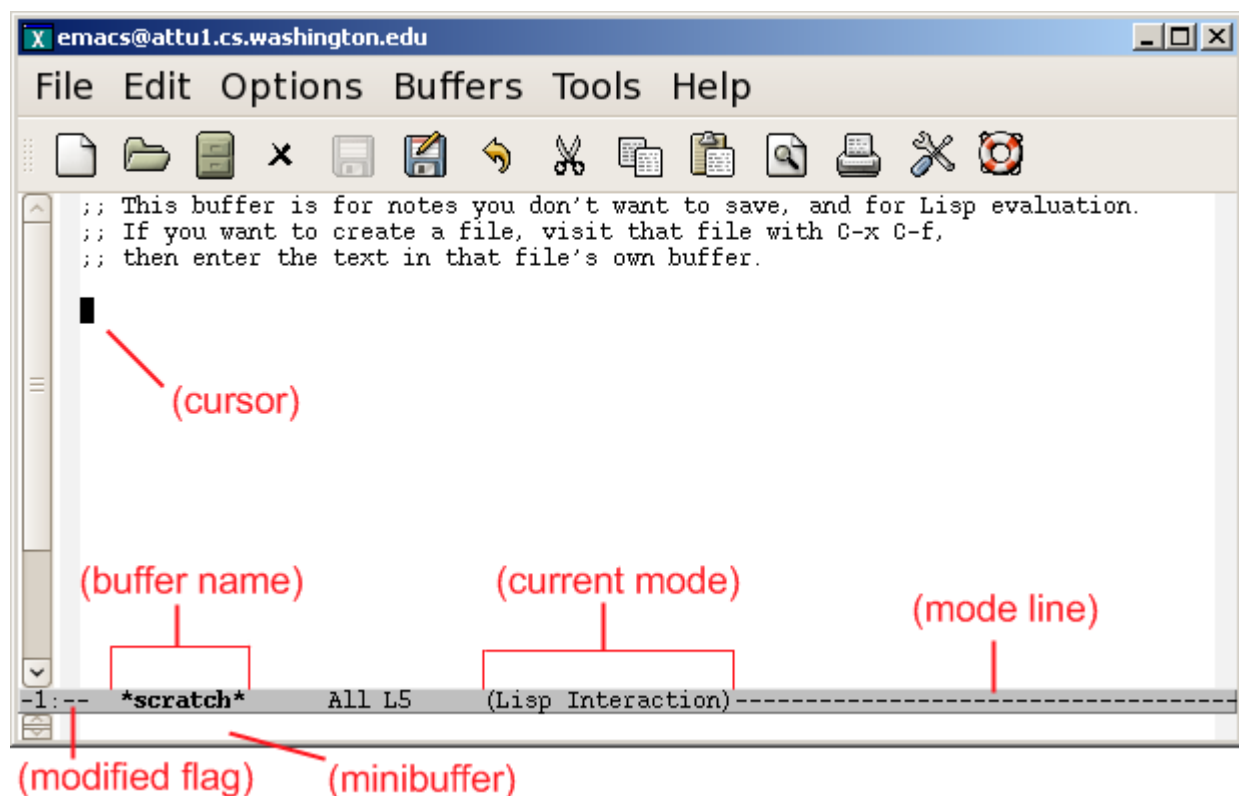 emacs@attu1.cs.washington.edu
File Edit Options Buffers Tools Help
;; This buffer is for notes you don't want to save, and for Lisp evaluation.
;; If you want to create a file, visit that file with C-x C-f,
;; then enter the text in that file's own buffer.
(cursor)
(buffer name) (current mode) (mode line)
-1:-- *scratch* All L5 (Lisp Interaction)--------------------------------------
(modified flag) (minibuffer)